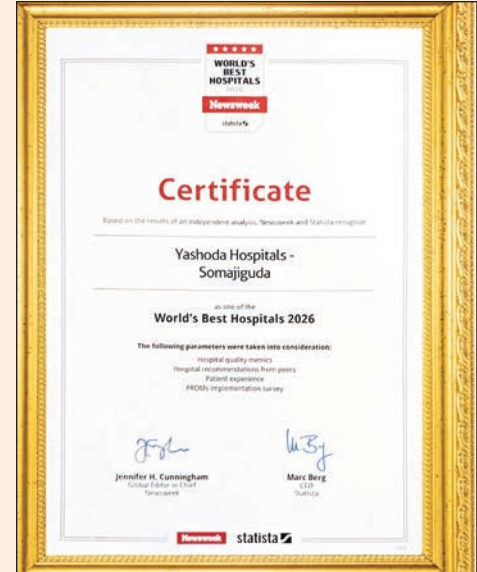 WORLD'S
BEST
HOSPITALS
2026
Newsweek
statista
Certificate
Based on the results of an independent analysis, Newsweek and Statista recognize
Yashoda Hospitals -
Somajiguda
as one of the
World's Best Hospitals 2026
The following parameters were taken into consideration:
Hospital quality metrics
Hospital recommendations from peers
Patient experience
PROMs implementation survey
Jennifer H. Cunningham
Global Editor in Chief
Newsweek
Marc Berg
CEO
Statista
Newsweek
statista